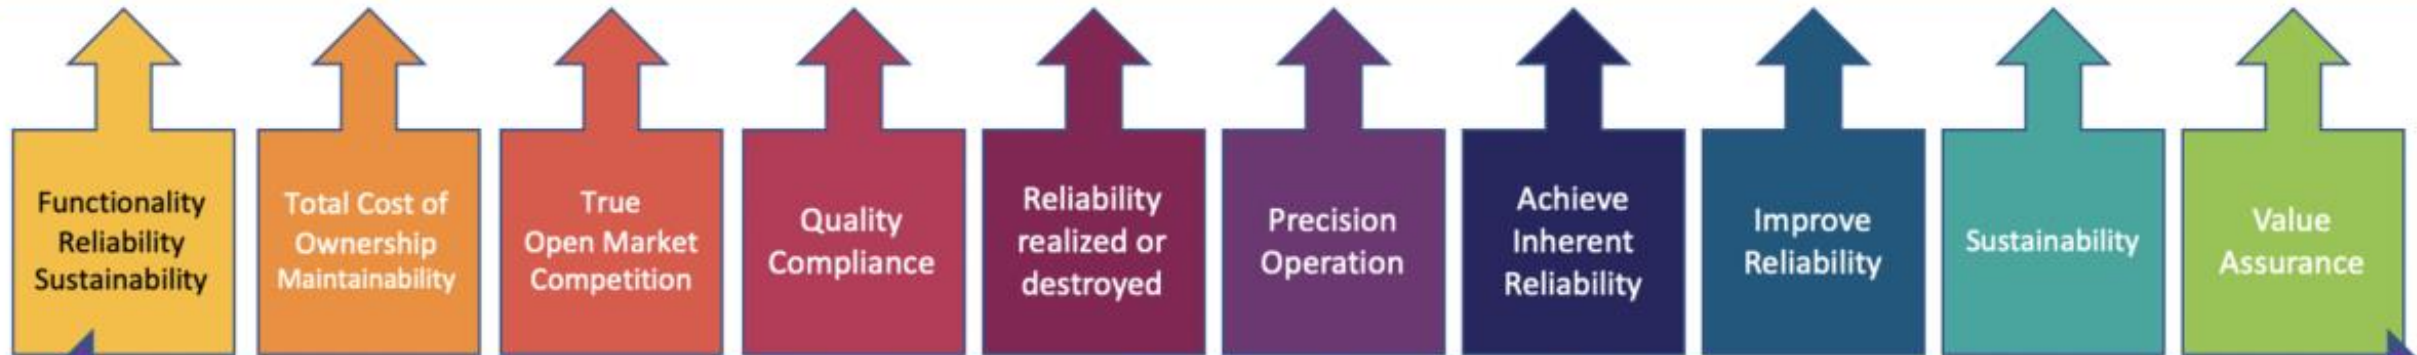 Functionality
Reliability
Sustainability
Total Cost of
Ownership
Maintainability
True
Open Market
Competition
Quality
Compliance
Reliability
realized or
destroyed
Precision
Operation
Achieve
Inherent
Reliability
Improve
Reliability
Sustainability
Value
Assurance